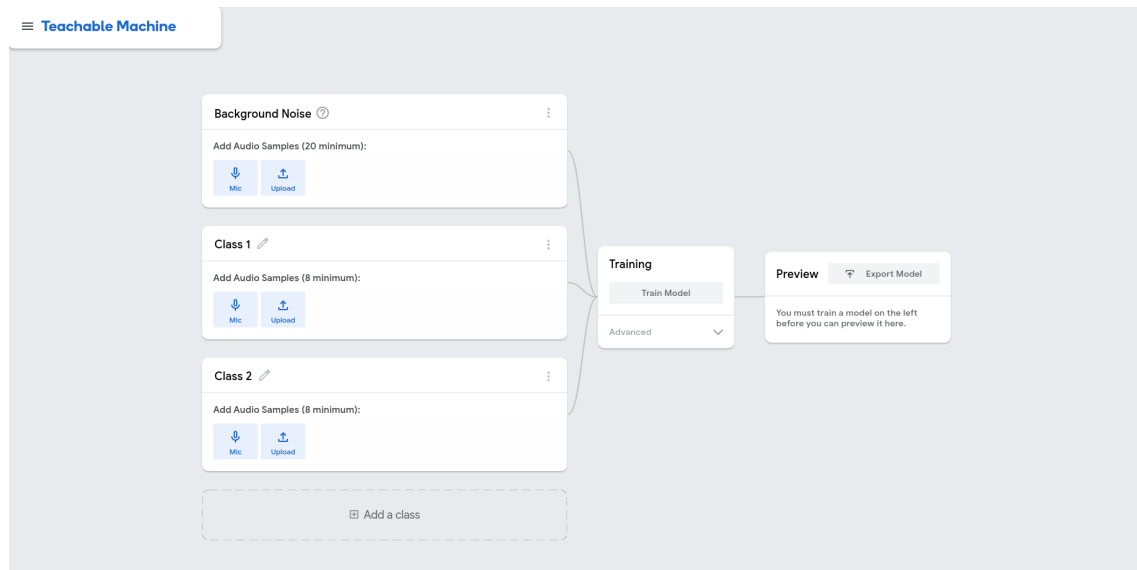 Teachable Machine
Background Noise
Add Audio Samples (20 minimum):
Mic
Upload
Class 1
Add Audio Samples (8 minimum):
Mic
Upload
Class 2
Add Audio Samples (8 minimum):
Mic
Upload
Add a class
Training
Train Model
Advanced
Preview
Export Model
You must train a model on the left
before you can preview it here.